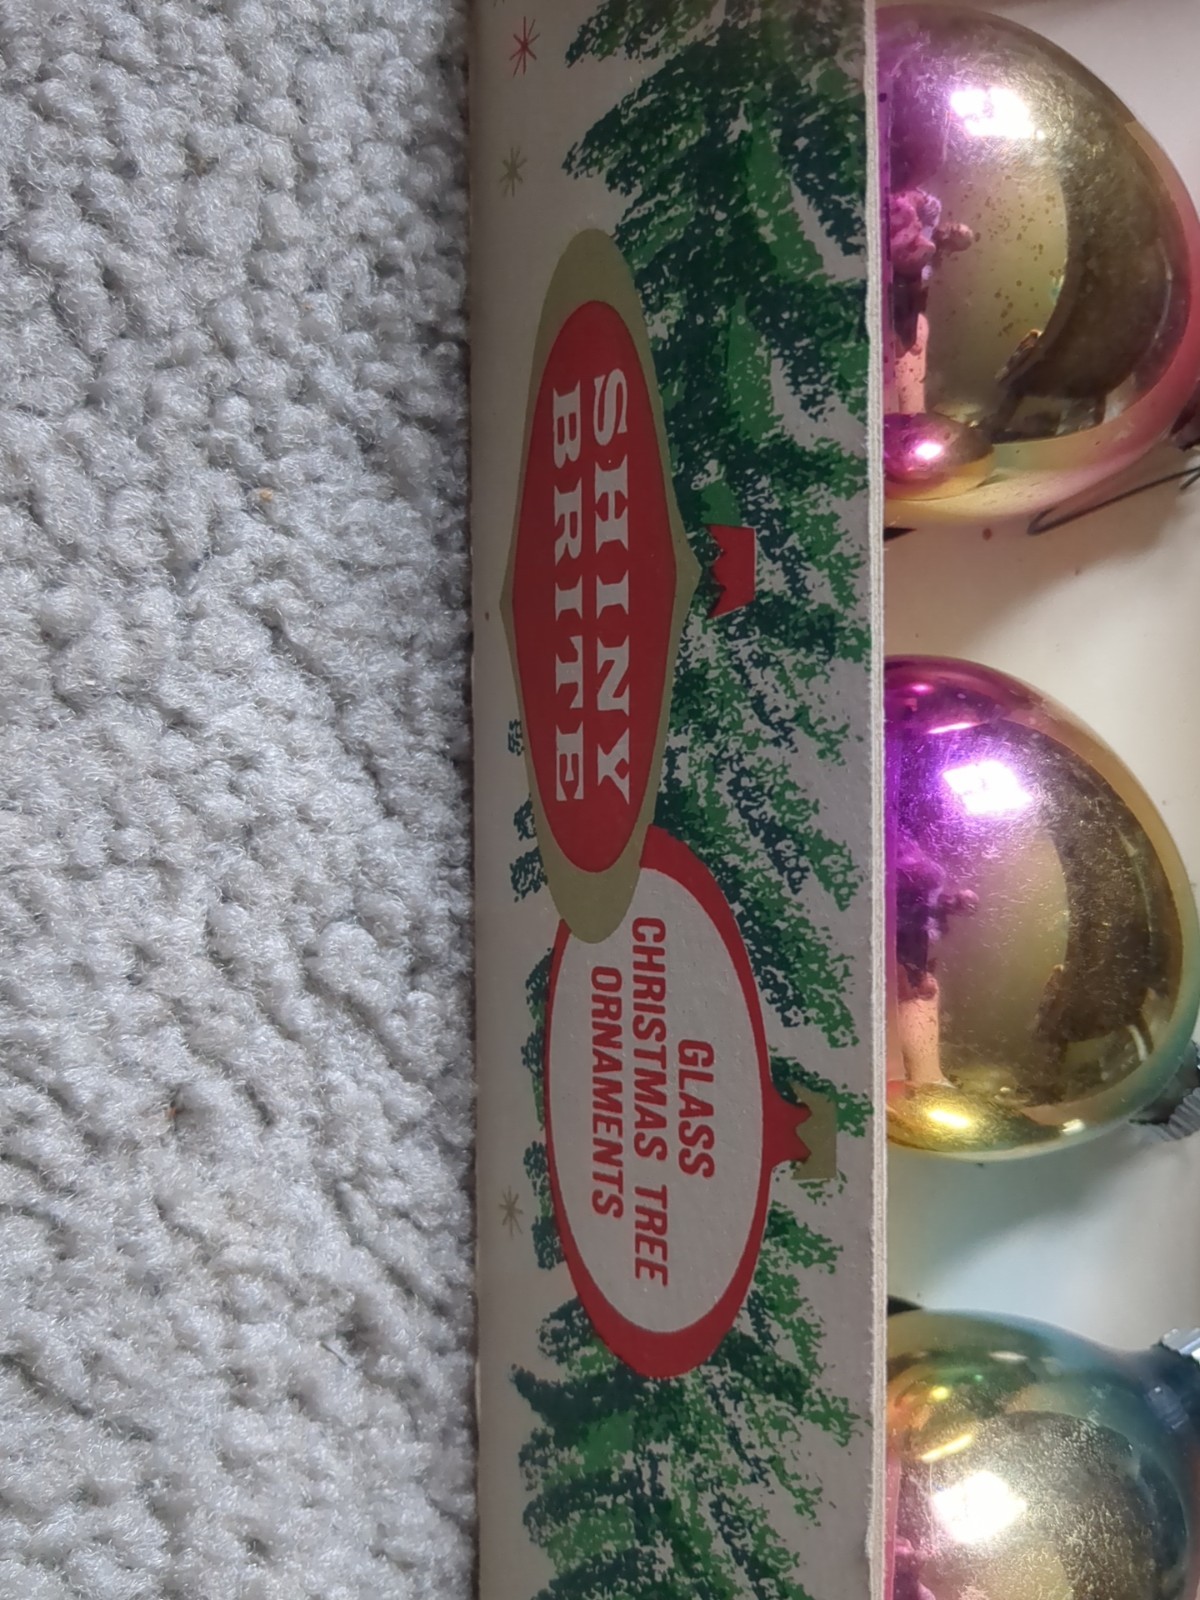 SHINY
BRITE
GLASS
CHRISTMAS TREE
ORNAMENTS